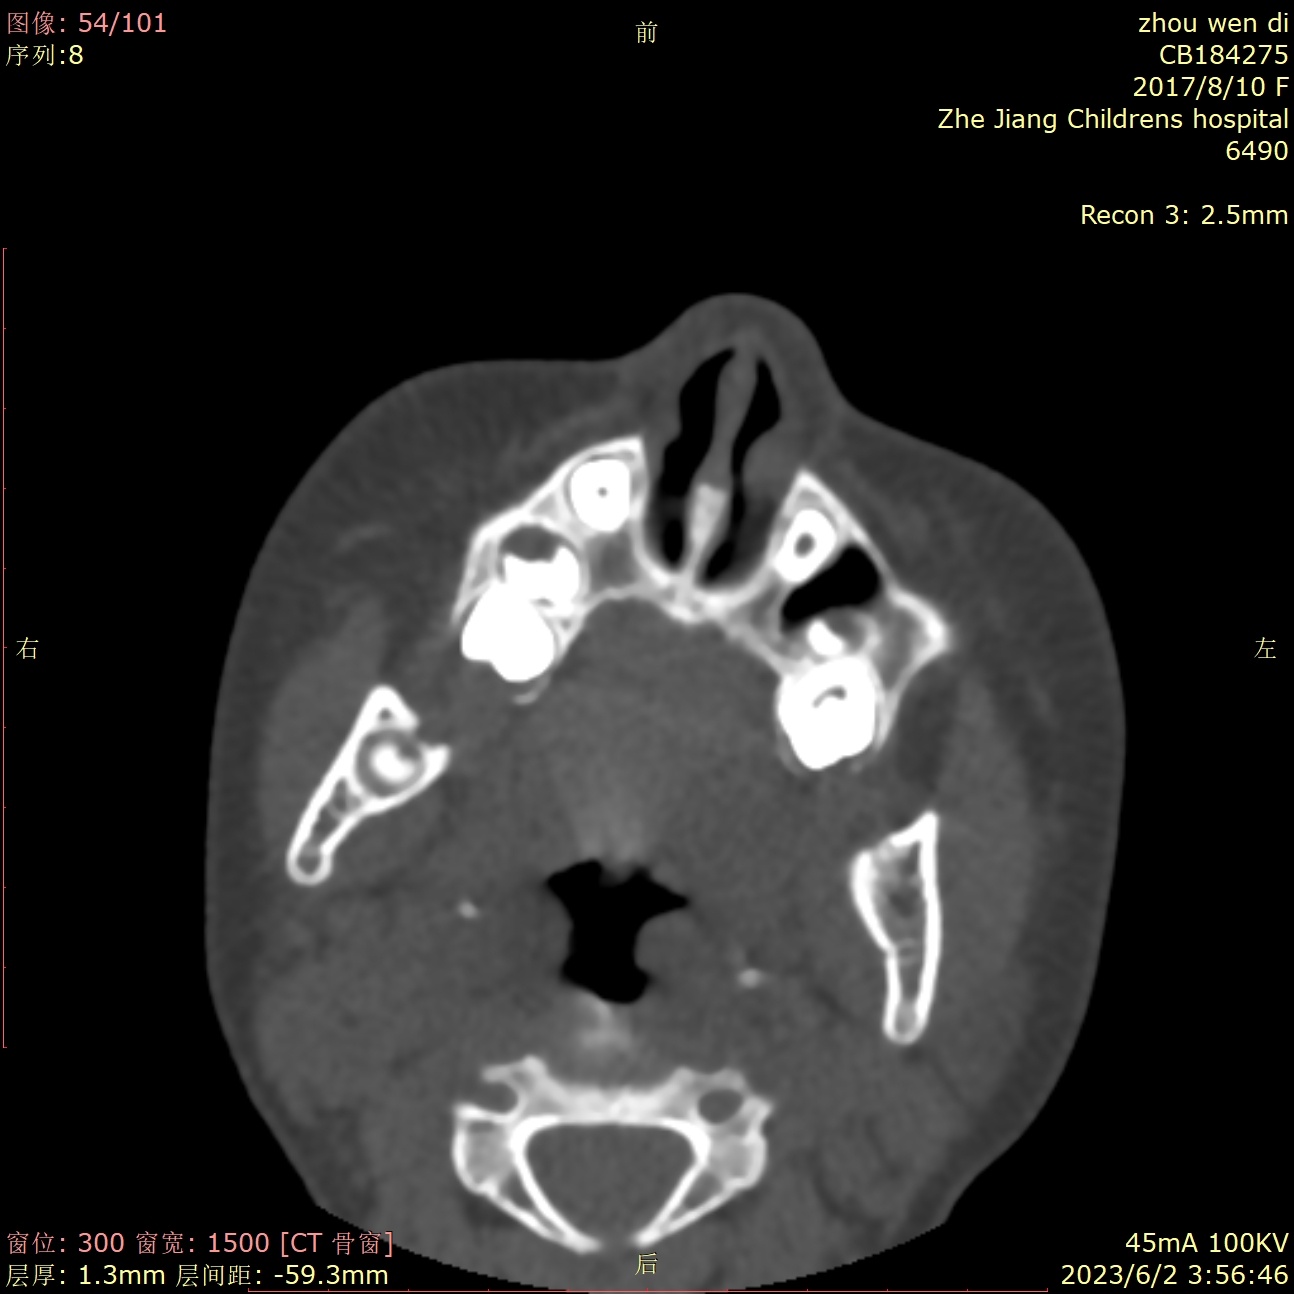 图像: 54/101
序列:8
前
zhou wen di
CB184275
2017/8/10 F
Zhe Jiang Childrens hospital
6490
Recon 3: 2.5mm
右
左
窗位: 300 窗宽: 1500 [CT 骨窗]
层厚: 1.3mm 层间距: -59.3mm
后
45mA 100KV
2023/6/2 3:56:46